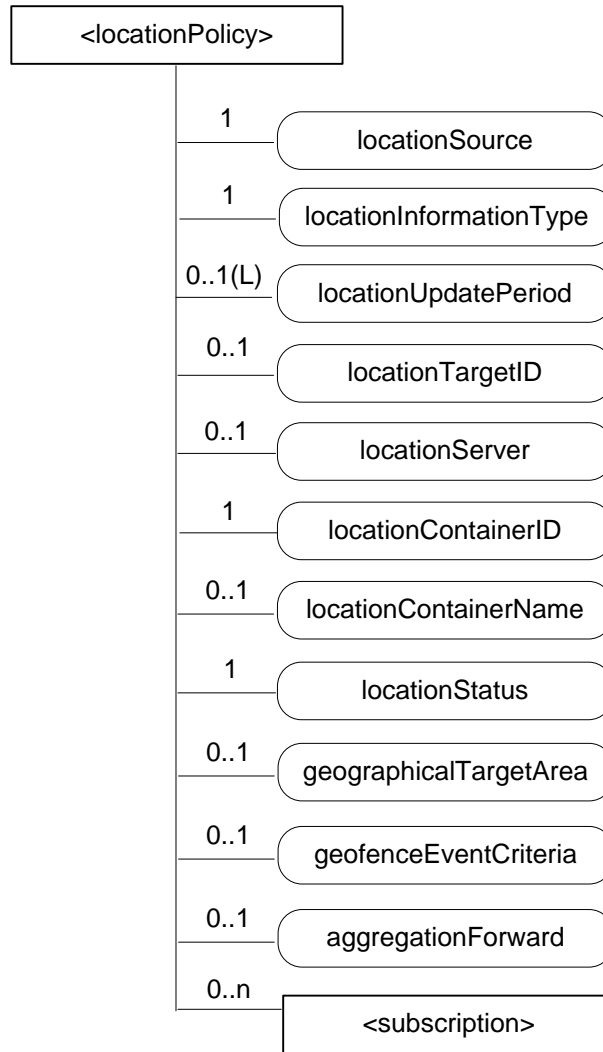 <locationPolicy>
1
locationSource
1
locationInformationType
0..1(L)
locationUpdatePeriod
0..1
locationTargetID
0..1
locationServer
1
locationContainerID
0..1
locationContainerName
1
locationStatus
0..1
geographicalTargetArea
0..1
geofenceEventCriteria
0..1
aggregationForward
0..n
<subscription>